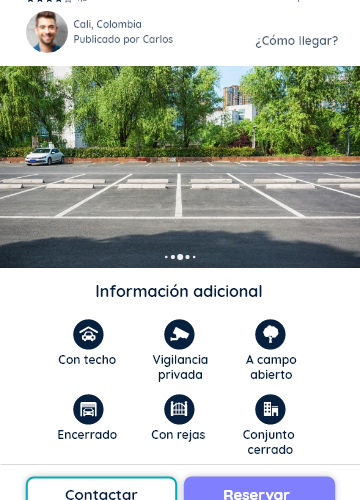 Cali, Colombia
Publicado por Carlos
¿Cómo llegar?
Información adicional
Con techo
Vigilancia
privada
A campo
abierto
Encerrado
Con rejas
Conjunto
cerrado
Contactar
Reservar